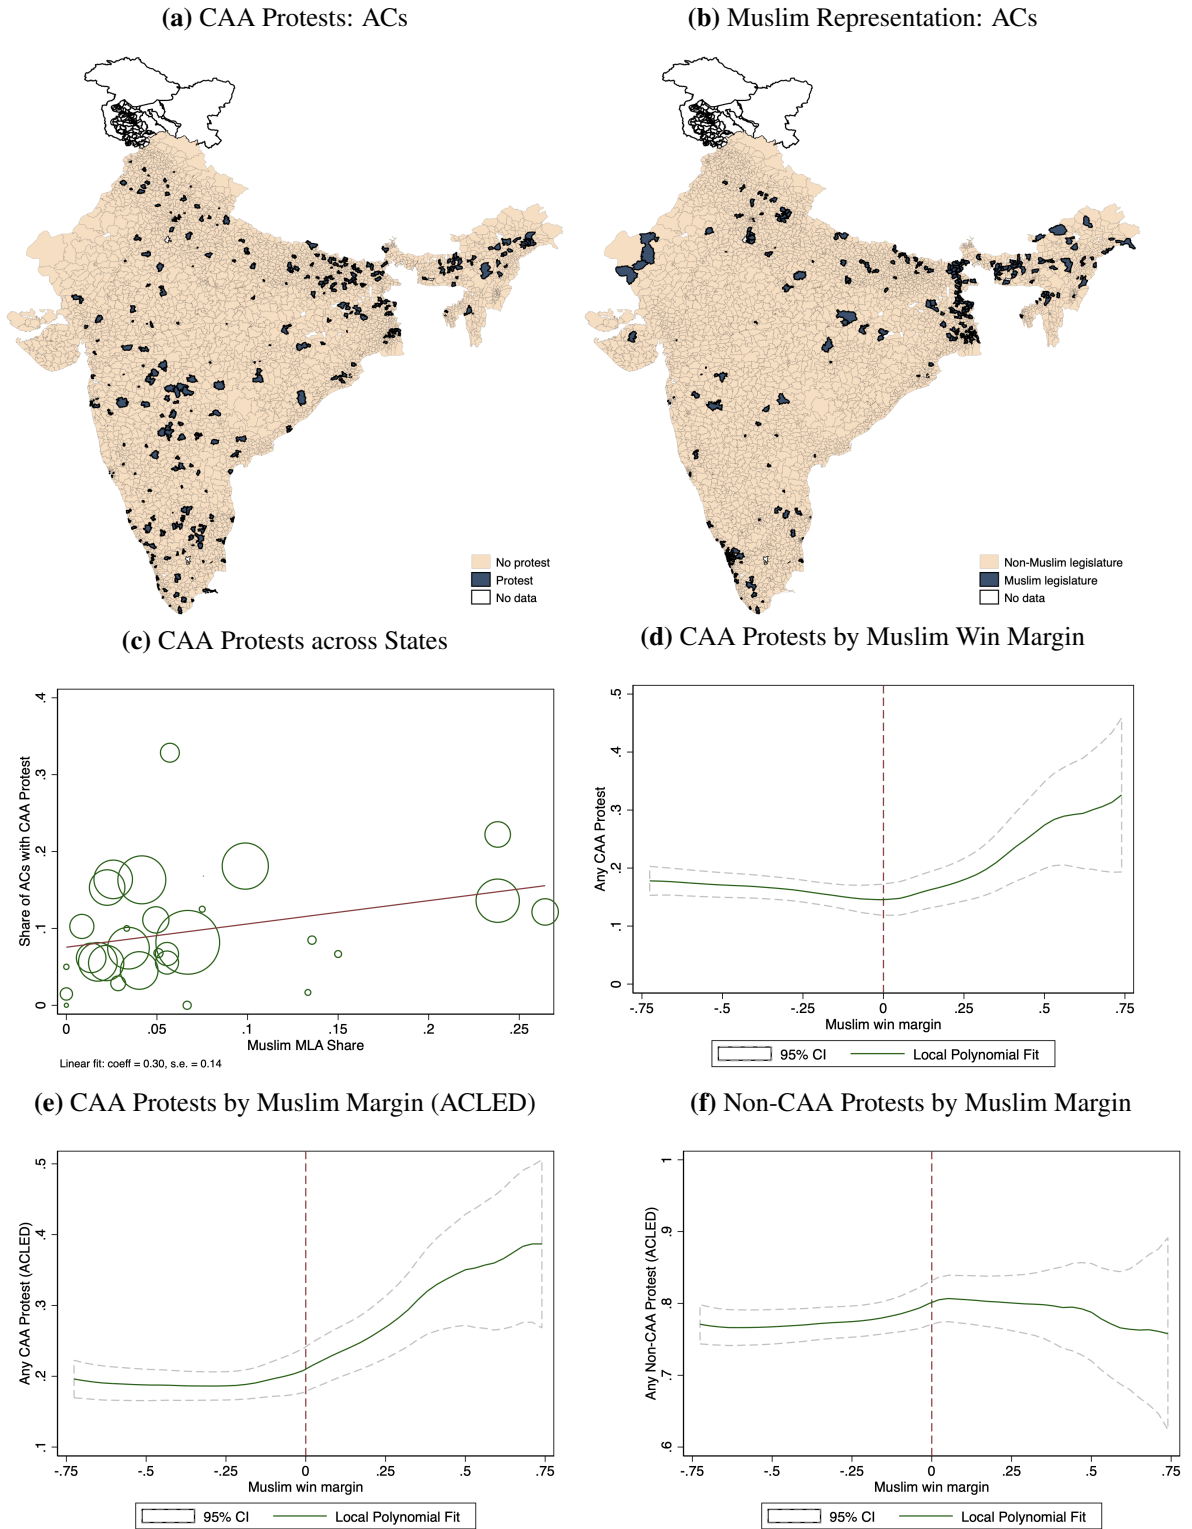 (a) CAA Protests: ACs
(b) Muslim Representation: ACs
No protest
Protest
No data
Non-Muslim legislature
Muslim legislature
No data
(c) CAA Protests across States
(d) CAA Protests by Muslim Win Margin
Share of ACs with CAA Protest
0
.1
.2
.3
.4
0
.05
.1
.15
.2
.25
Muslim MLA Share
Linear fit: coeff = 0.30, s.e. = 0.14
Any CAA Protest
0
.1
.2
.3
.4
.5
-.75
-.5
-.25
0
.25
.5
.75
Muslim win margin
95% CI
Local Polynomial Fit
(e) CAA Protests by Muslim Margin (ACLED)
(f) Non-CAA Protests by Muslim Margin
Any CAA Protest (ACLED)
.1
.2
.3
.4
.5
-.75
-.5
-.25
0
.25
.5
.75
Muslim win margin
95% CI
Local Polynomial Fit
Any Non-CAA Protest (ACLED)
.6
.7
.8
.9
1
-.75
-.5
-.25
0
.25
.5
.75
Muslim win margin
95% CI
Local Polynomial Fit